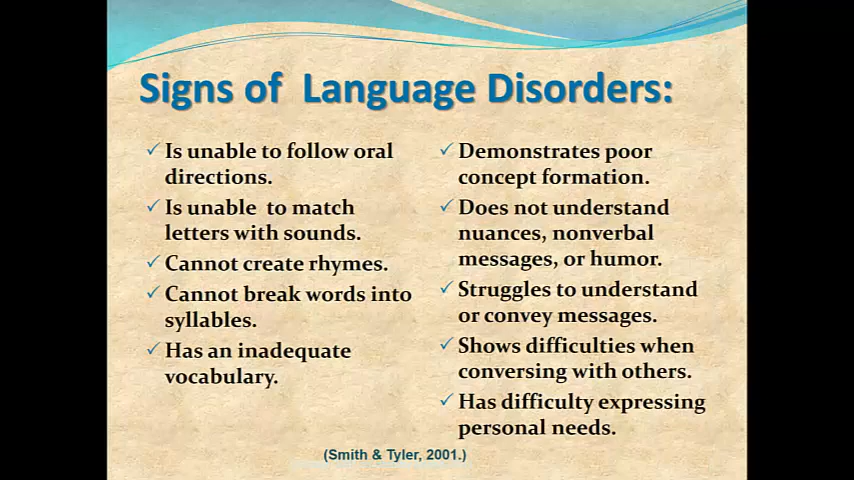 Signs of Language Disorders:
✓ Is unable to follow oral
directions.
✓ Is unable to match
letters with sounds.
✓ Cannot create rhymes.
✓ Cannot break words into
syllables.
✓ Has an inadequate
vocabulary.
✓ Demonstrates poor
concept formation.
✓ Does not understand
nuances, nonverbal
messages, or humor.
✓ Struggles to understand
or convey messages.
✓ Shows difficulties when
conversing with others.
✓ Has difficulty expressing
personal needs.
(Smith & Tyler, 2001.)